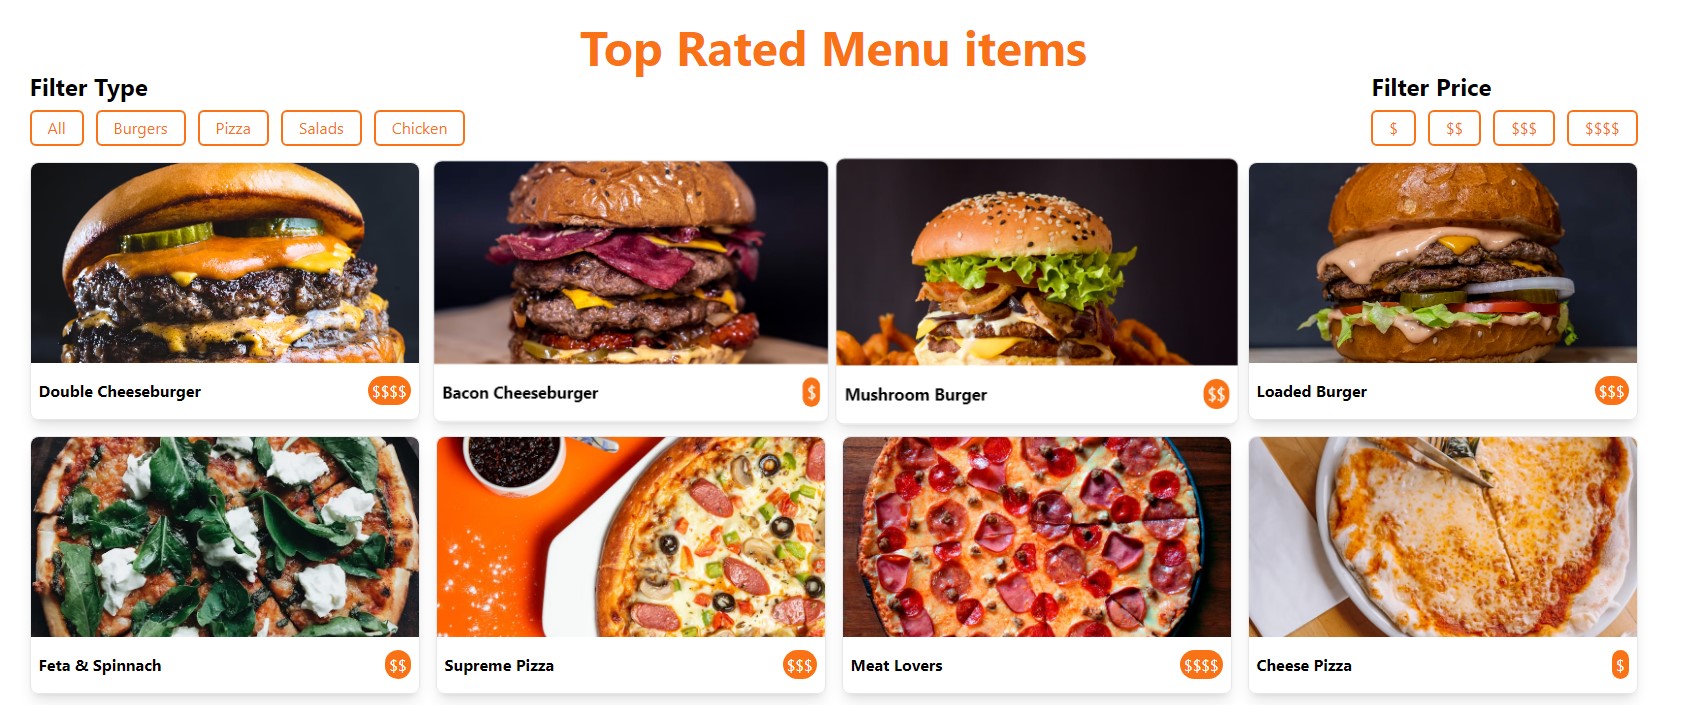 Top Rated Menu items
Filter Type
Filter Price
All Burgers Pizza Salads Chicken
$ $$ $$$ $$$$
Double Cheeseburger $$$$
Bacon Cheeseburger $
Mushroom Burger $$
Loaded Burger $$$
Feta & Spinnach $$
Supreme Pizza $$$
Meat Lovers $$$$
Cheese Pizza $